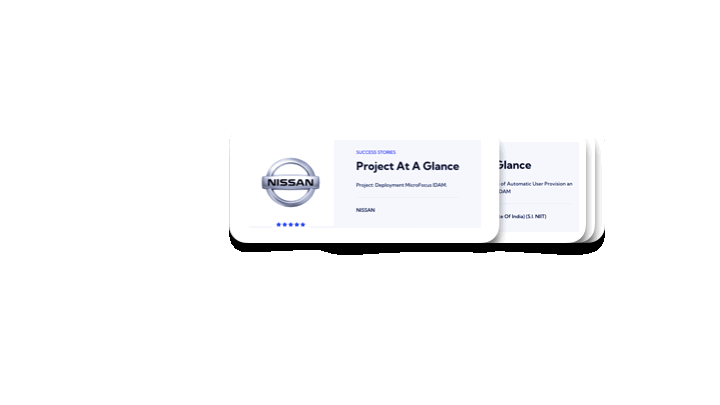 NISSAN
SUCCESS STORIES
Project At A Glance
Project: Deployment MicroFocus IDAM
NISSAN
Glance
of Automatic User Provision an
DAM
Of India) (S.I. NIIT)